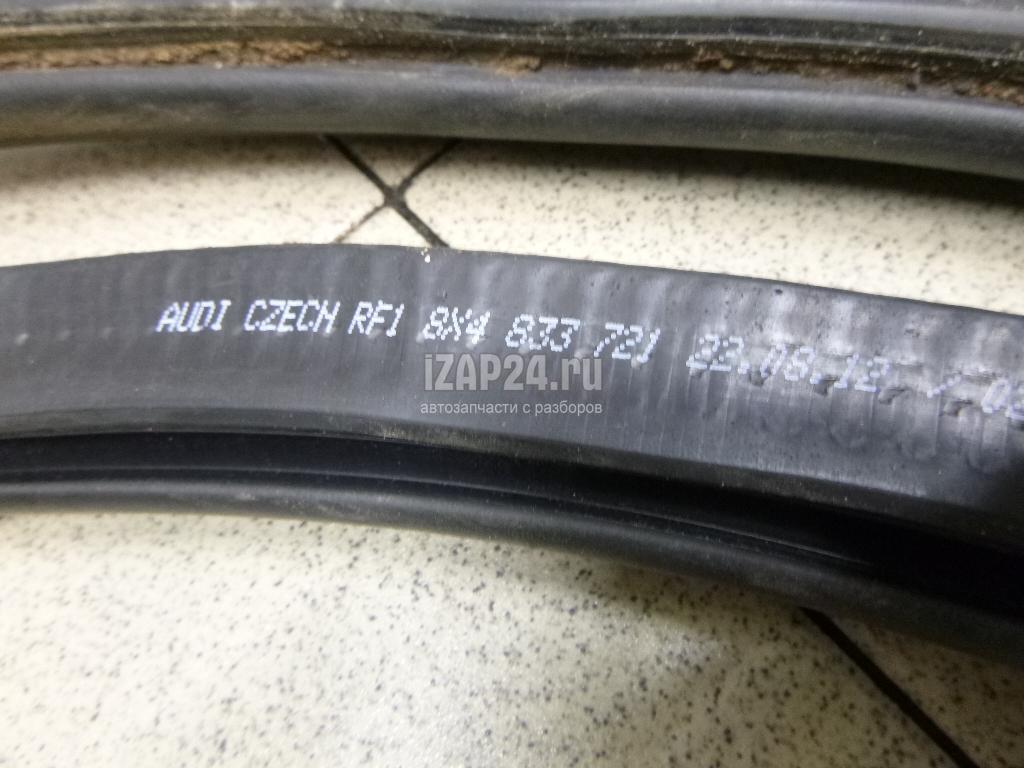 AUDI CZECH RF1 8X4 833 721 22.08.12 /
iZAP24.ru
автозапчасти с разборов